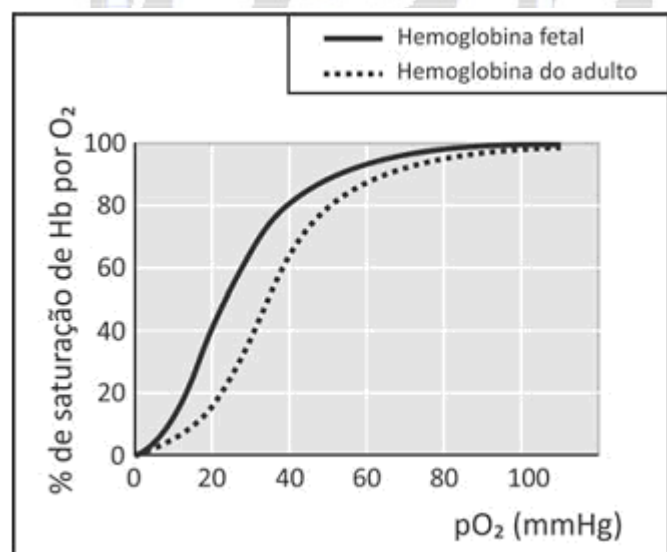 Hemoglobina fetal
Hemoglobina do adulto
% de saturação de Hb por O₂
100
80
60
40
20
0
0 20 40 60 80 100
pO₂ (mmHg)